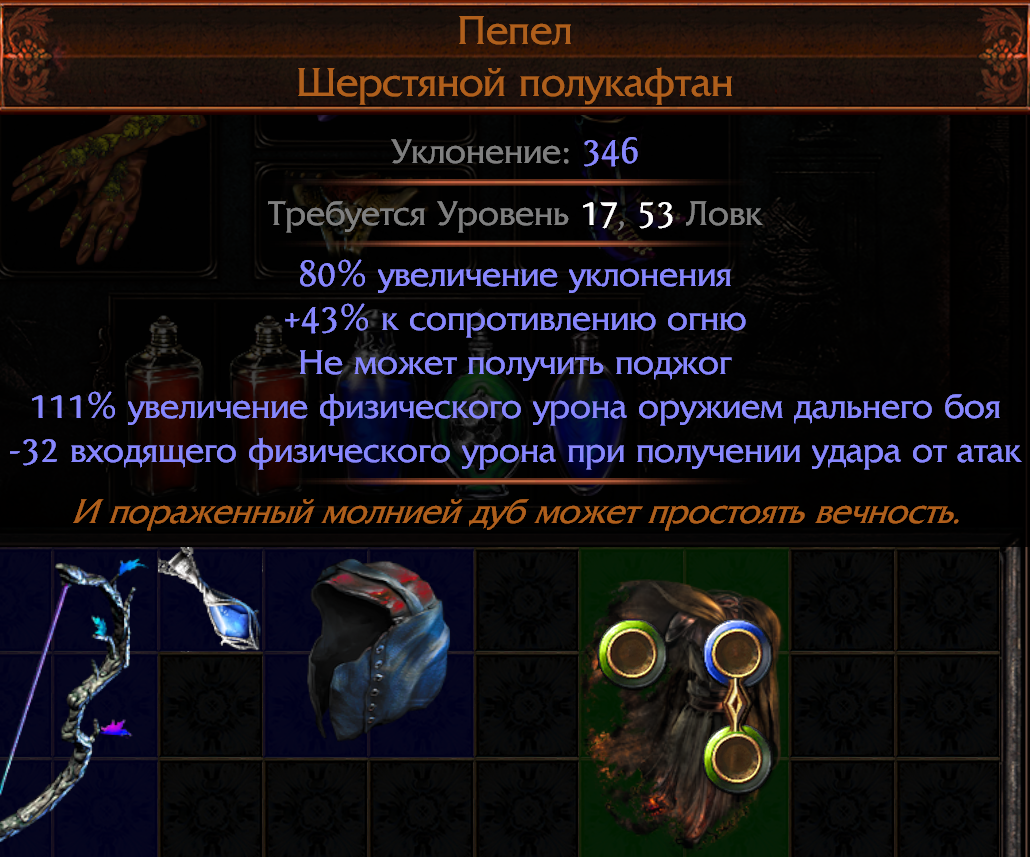 Пепел
Шерстяной полукафтан
Уклонение: 346
Требуется Уровень 17, 53 Ловк
80% увеличение уклонения
+43% к сопротивлению огню
Не может получить поджог
111% увеличение физического урона оружием дальнего боя
-32 входящего физического урона при получении удара от атак
И пораженный молнией дуб может простоять вечность.